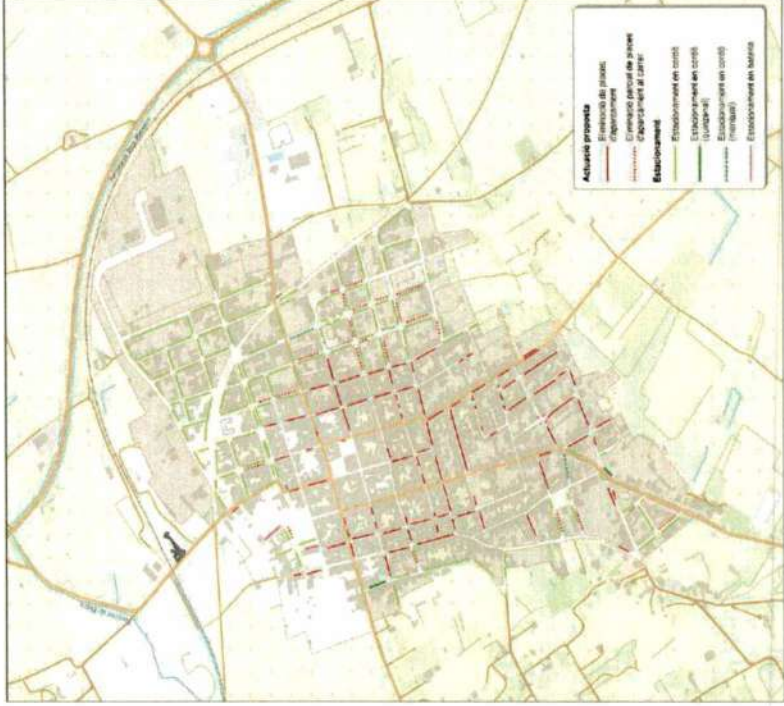 Actuació proposta
Eliminació de places
d'aparcament
Eliminació parcial de places
d'aparcament al carrer
Estacionament
Estacionament en cordó
Estacionament en cordó
(quinzenal)
Estacionament en cordó
(mensual)
Estacionament en bateria